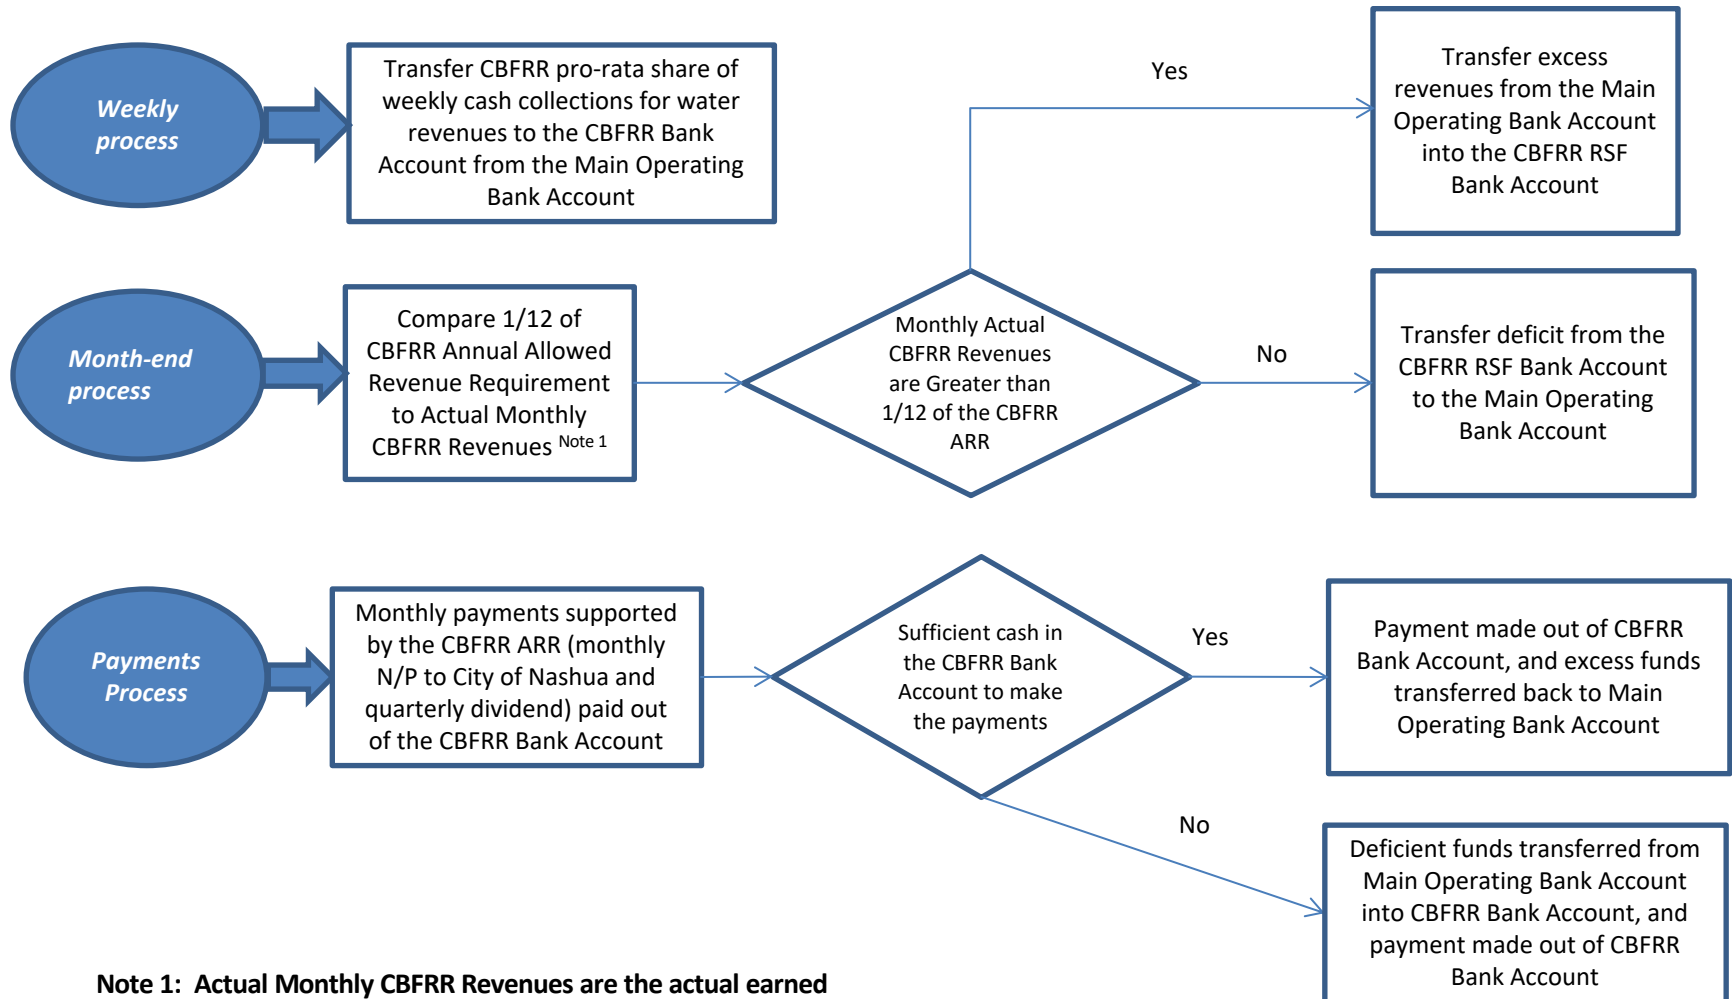 Weekly
process
Transfer CBFRR pro-rata share of
weekly cash collections for water
revenues to the CBFRR Bank
Account from the Main Operating
Bank Account
Yes
Transfer excess
revenues from the Main
Operating Bank Account
into the CBFRR RSF
Bank Account
Month-end
process
Compare 1/12 of
CBFRR Annual Allowed
Revenue Requirement
to Actual Monthly
CBFRR Revenues Note 1
Monthly Actual
CBFRR Revenues
are Greater than
1/12 of the CBFRR
ARR
No
Transfer deficit from the
CBFRR RSF Bank Account
to the Main Operating
Bank Account
Payments
Process
Monthly payments supported
by the CBFRR ARR (monthly
N/P to City of Nashua and
quarterly dividend) paid out
of the CBFRR Bank Account
Sufficient cash in
the CBFRR Bank
Account to make
the payments
Yes
Payment made out of CBFRR
Bank Account, and excess funds
transferred back to Main
Operating Bank Account
No
Deficient funds transferred from
Main Operating Bank Account
into CBFRR Bank Account, and
payment made out of CBFRR
Bank Account
Note 1: Actual Monthly CBFRR Revenues are the actual earned